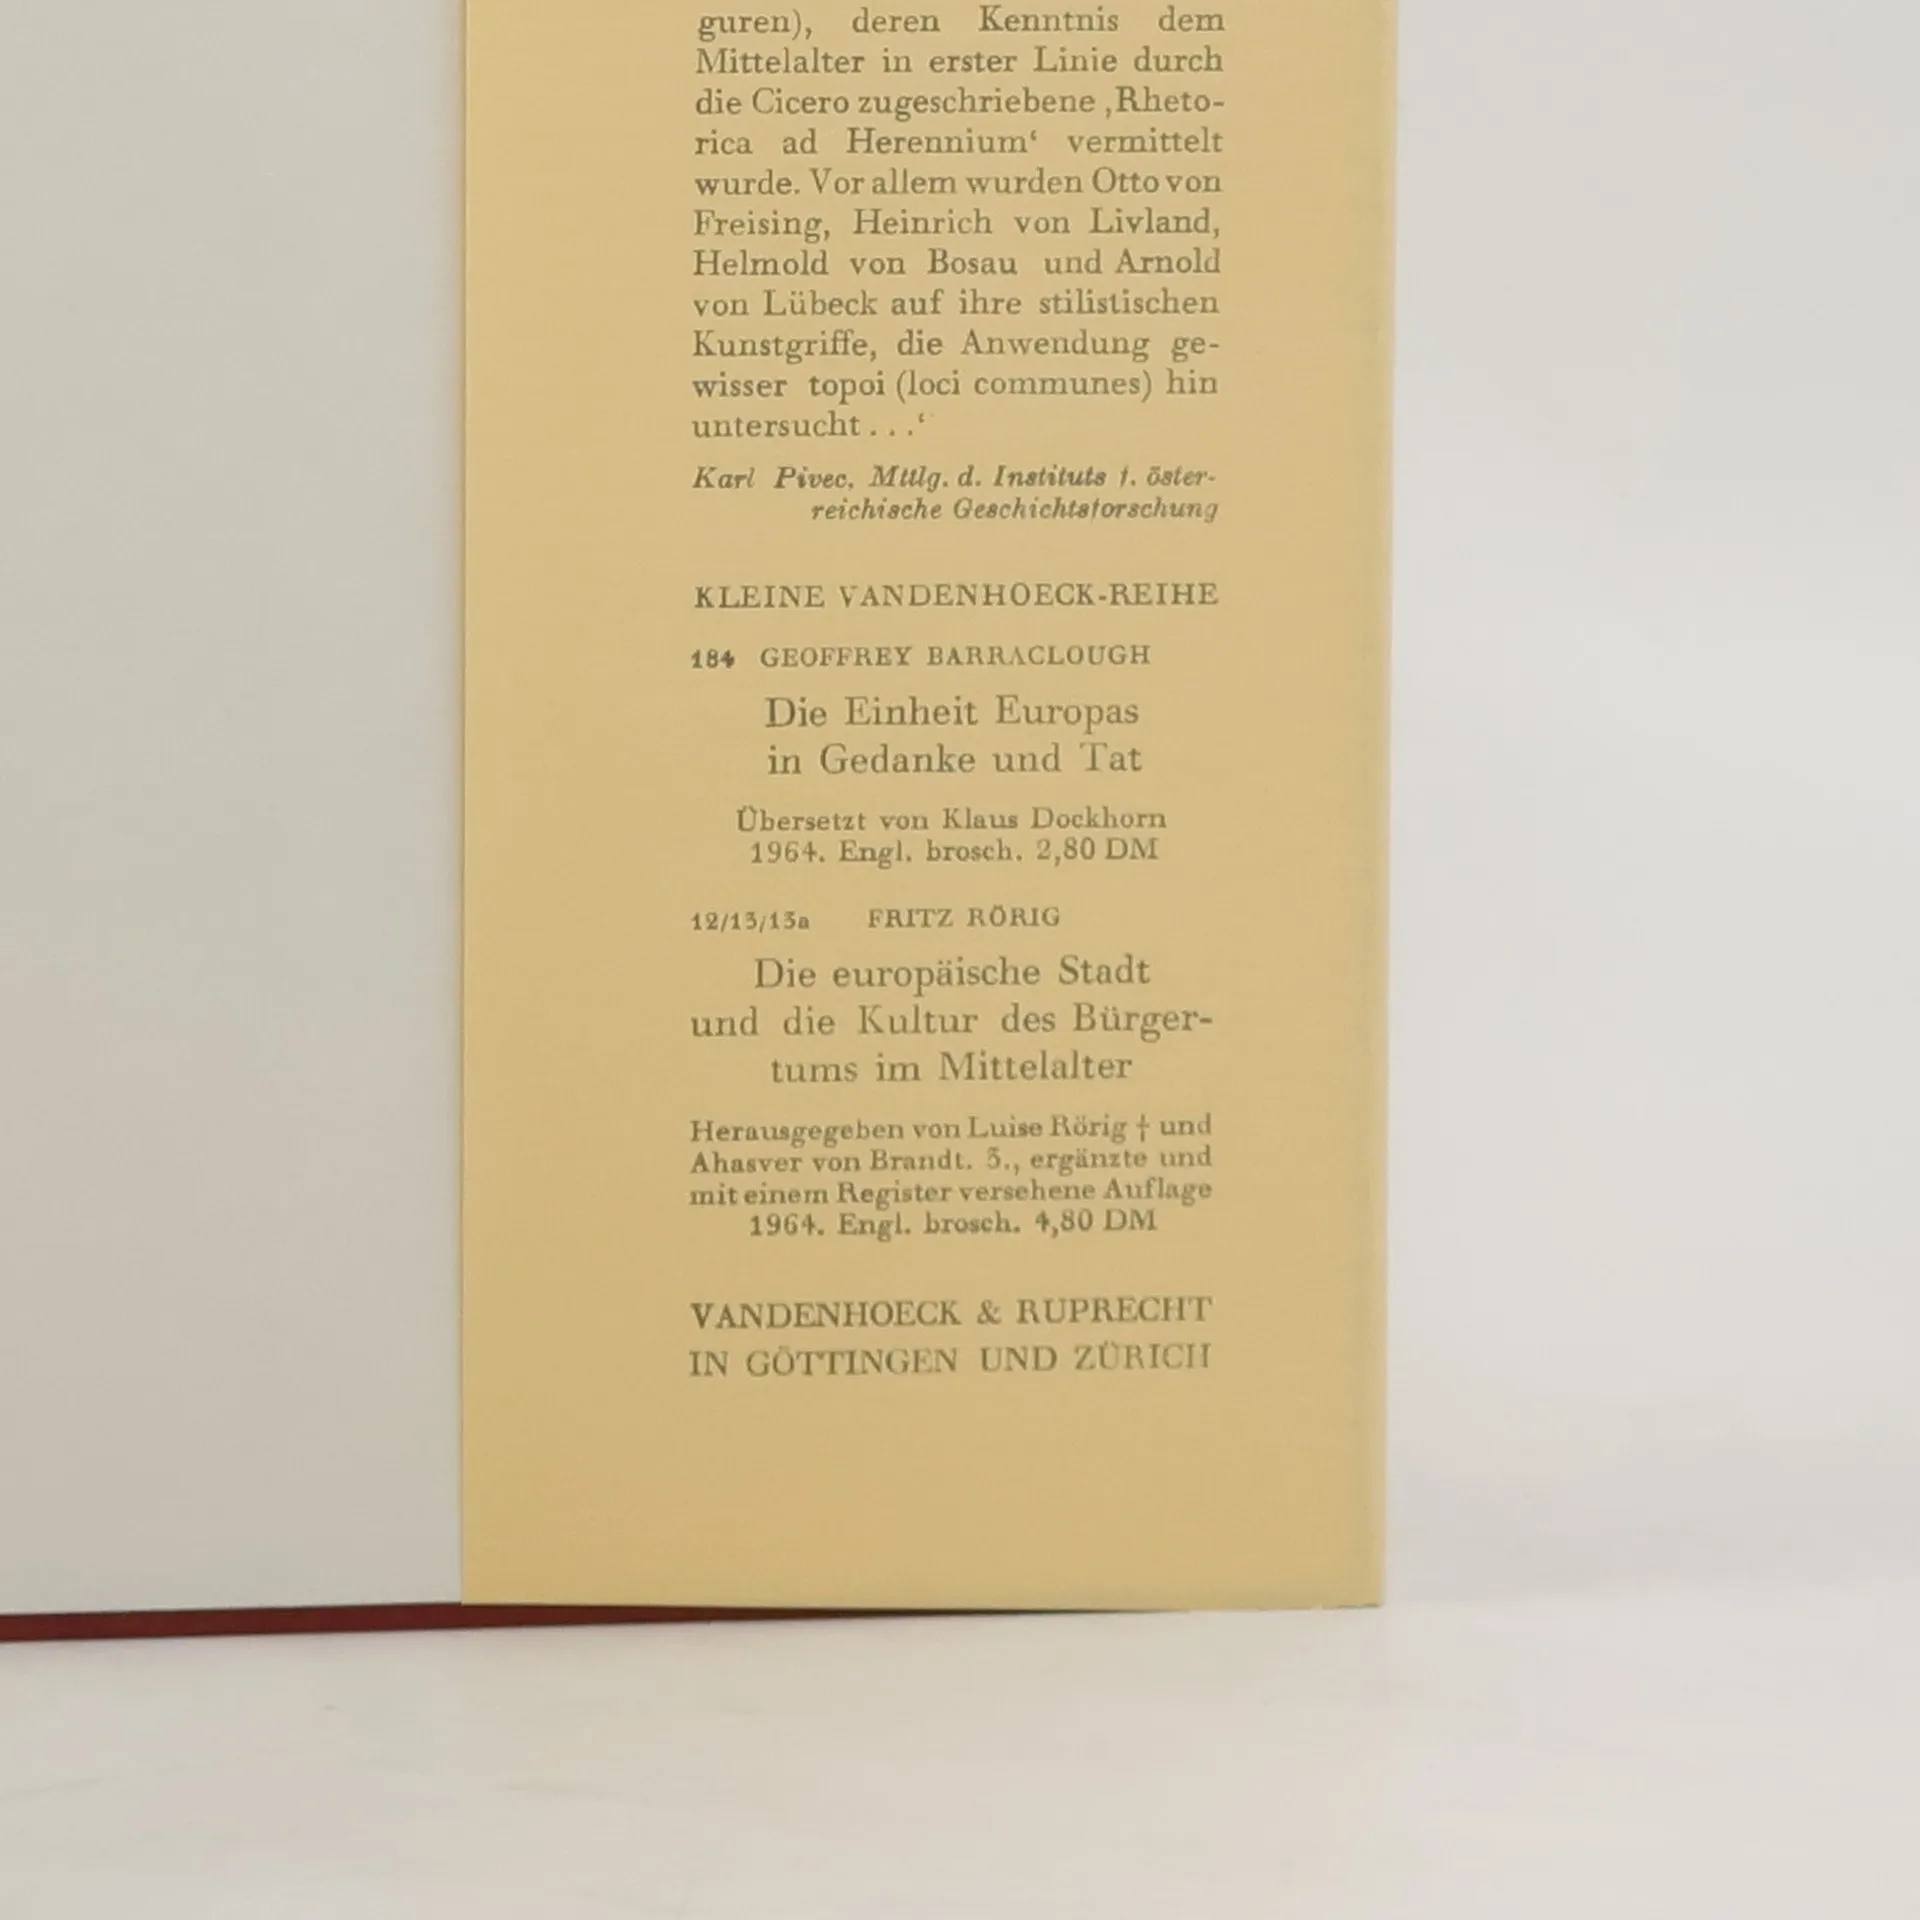 guren), deren Kenntnis dem
Mittelalter in erster Linie durch
die Cicero zugeschriebene ‚Rheto-
rica ad Herennium‘ vermittelt
wurde. Vor allem wurden Otto von
Freising, Heinrich von Livland,
Helmold von Bosau und Arnold
von Lübeck auf ihre stilistischen
Kunstgriffe, die Anwendung ge-
wisser topoi (loci communes) hin
untersucht . . .‘
Karl Pivec, Mttlg. d. Instituts f. öster-
reichische Geschichtsforschung
KLEINE VANDENHOECK-REIHE
184 GEOFFREY BARRACLOUGH
Die Einheit Europas
in Gedanke und Tat
Übersetzt von Klaus Dockhorn
1964. Engl. brosch. 2,80 DM
12/13/13a FRITZ RÖRIG
Die europäische Stadt
und die Kultur des Bürger-
tums im Mittelalter
Herausgegeben von Luise Rörig † und
Ahasver von Brandt. 3., ergänzte und
mit einem Register versehene Auflage
1964. Engl. brosch. 4,80 DM
VANDENHOECK & RUPRECHT
IN GÖTTINGEN UND ZÜRICH